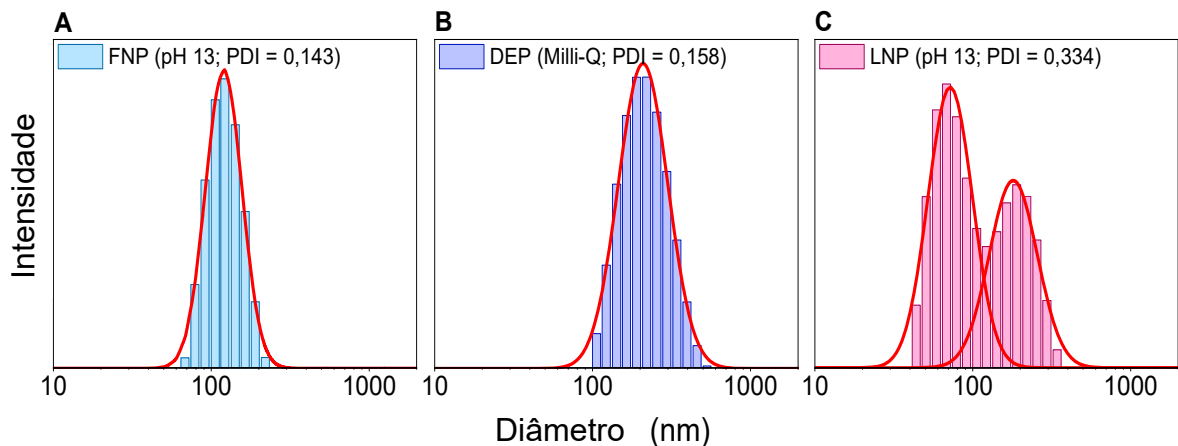 A
B
C
FNP (pH 13; PDI = 0,143)
DEP (Milli-Q; PDI = 0,158)
LNP (pH 13; PDI = 0,334)
Intensidade
10 100 1000
10 100 1000
10 100 1000
Diâmetro (nm)